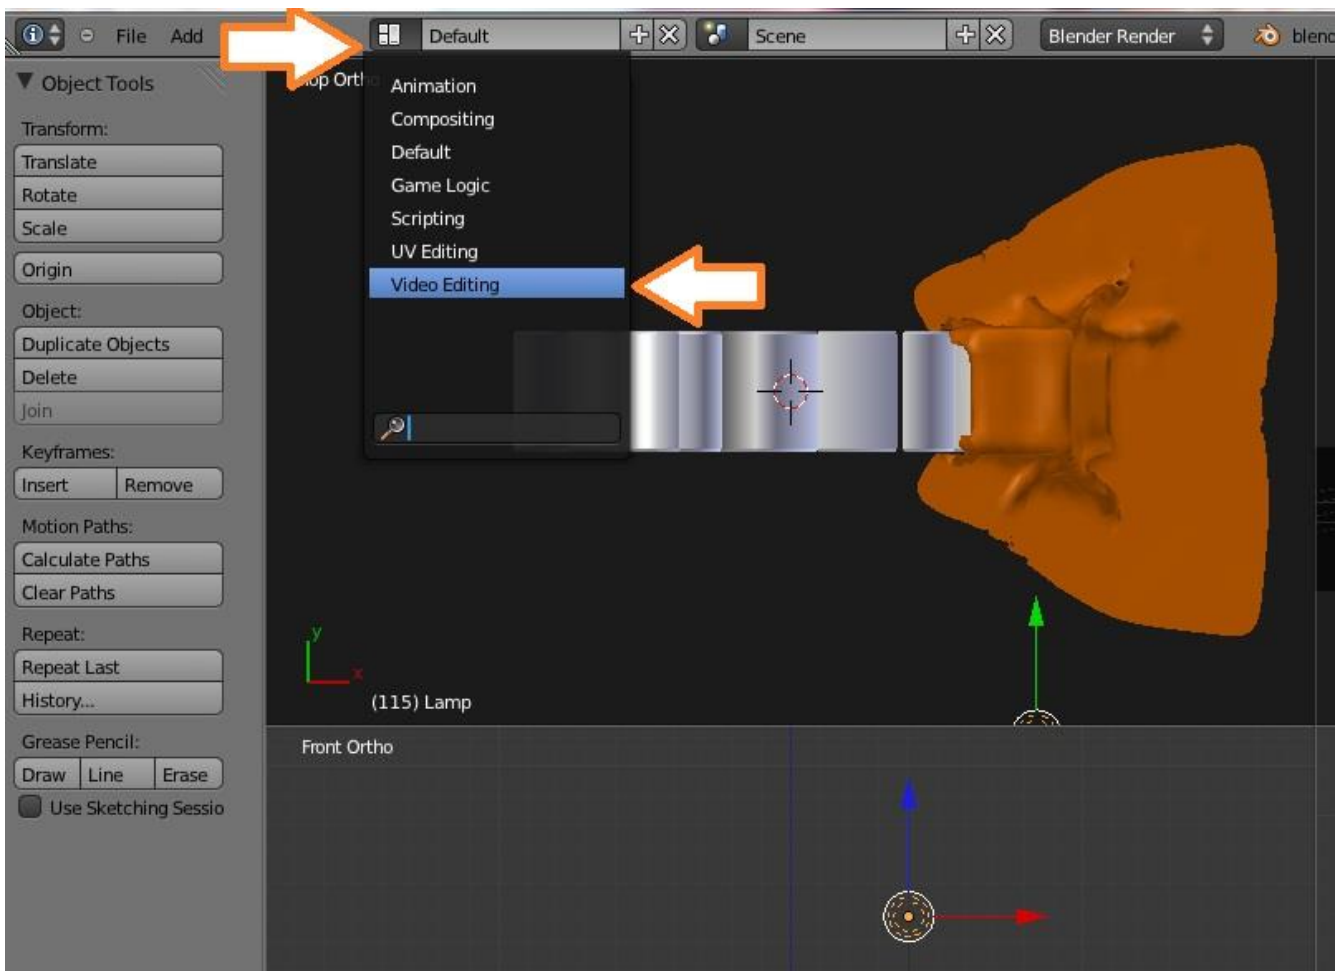 File Add Default Scene Blender Render
Object Tools
Transform:
Translate
Rotate
Scale
Origin
Object:
Duplicate Objects
Delete
Join
Keyframes:
Insert Remove
Motion Paths:
Calculate Paths
Clear Paths
Repeat:
Repeat Last
History...
Grease Pencil:
Draw Line Erase
Use Sketching Sessio
Animation
Compositing
Default
Game Logic
Scripting
UV Editing
Video Editing
y
x
(115) Lamp
Front Ortho